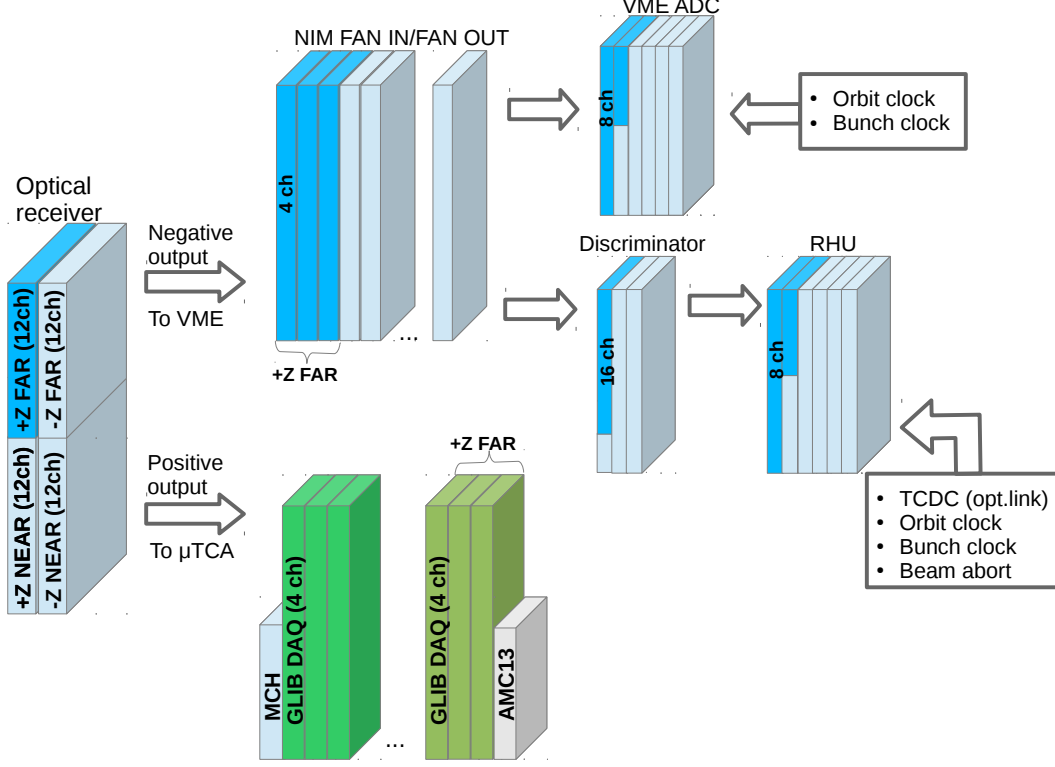 VME ADC
NIM FAN IN/FAN OUT
8 ch
• Orbit clock
• Bunch clock
4 ch
Optical
receiver
Negative
output
To VME
Discriminator
RHU
16 ch
8 ch
+Z FAR (12ch)
-Z FAR (12ch)
...
+Z FAR
+Z NEAR (12ch)
-Z NEAR (12ch)
Positive
output
To µTCA
+Z FAR
MCH
GLIB DAQ (4 ch)
...
GLIB DAQ (4 ch)
AMC13
• TCDC (opt.link)
• Orbit clock
• Bunch clock
• Beam abort